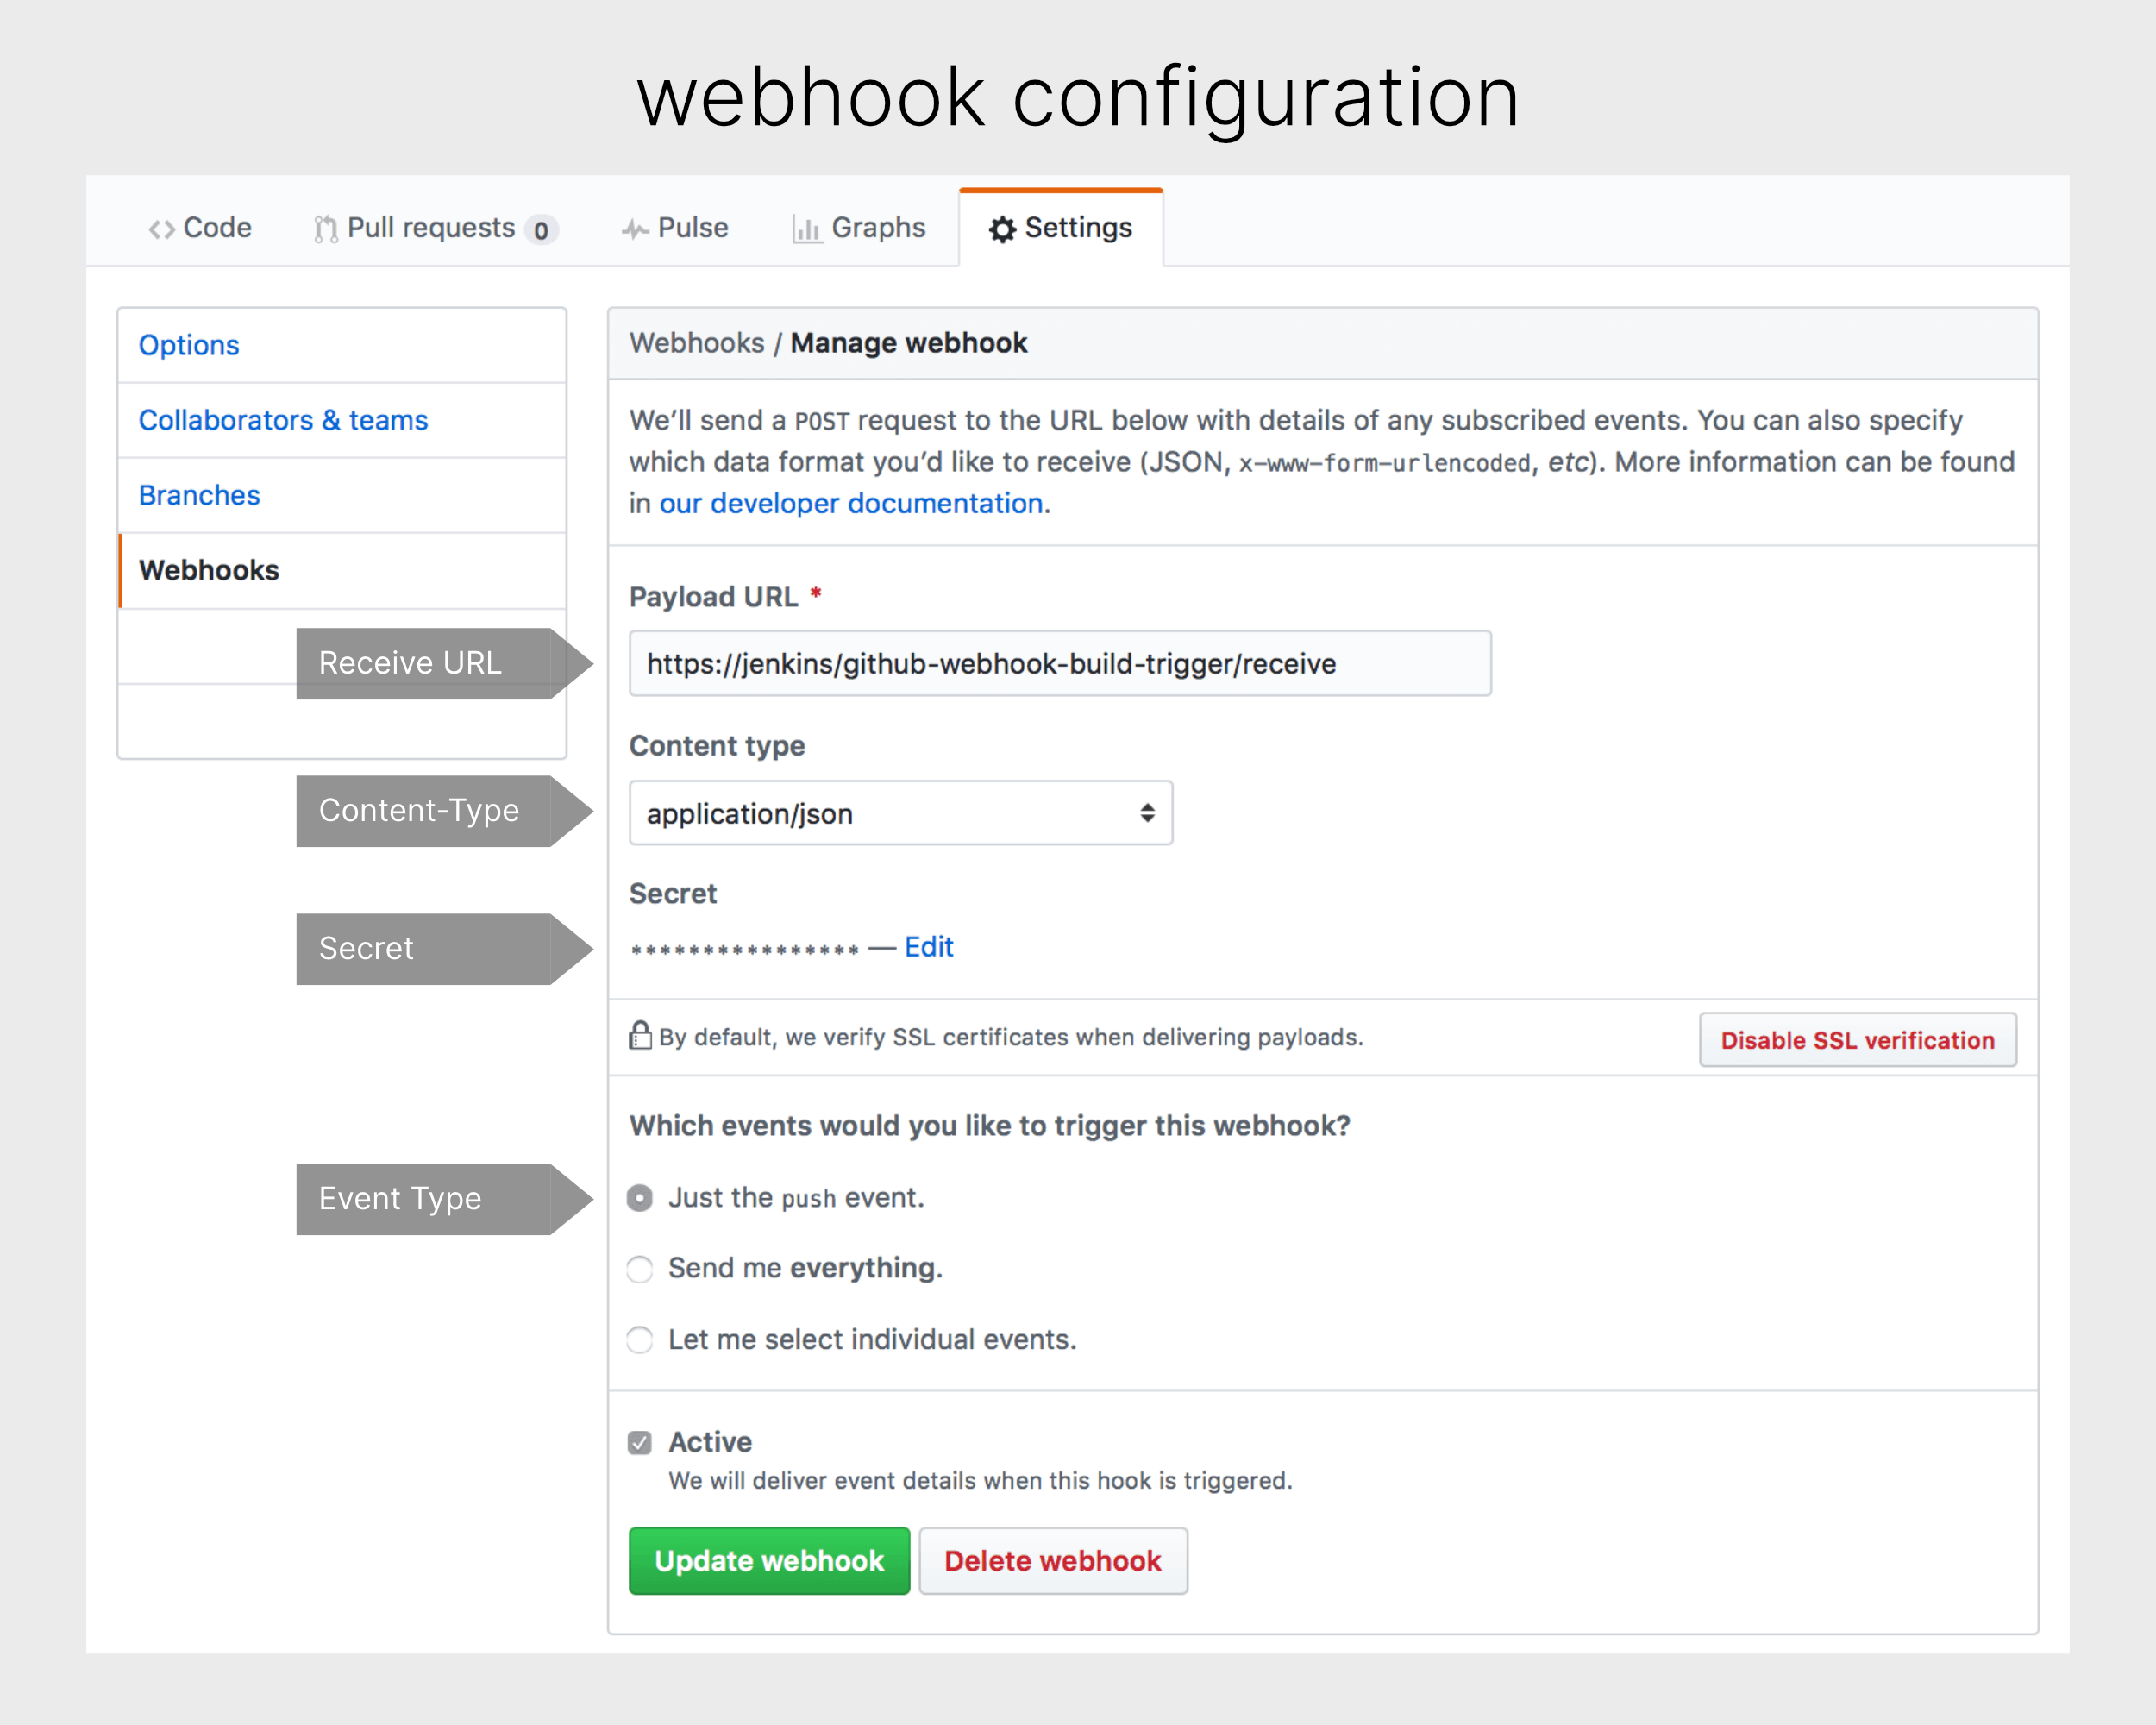 webhook configuration
Code Pull requests 0 Pulse Graphs Settings
Options
Collaborators & teams
Branches
Webhooks
Webhooks / Manage webhook
We’ll send a POST request to the URL below with details of any subscribed events. You can also specify
which data format you’d like to receive (JSON, x-www-form-urlencoded, etc). More information can be found
in our developer documentation.
Payload URL *
Receive URL
https://jenkins/github-webhook-build-trigger/receive
Content type
Content-Type
application/json
Secret
Secret
**************** — Edit
By default, we verify SSL certificates when delivering payloads.
Disable SSL verification
Which events would you like to trigger this webhook?
Event Type
Just the push event.
Send me everything.
Let me select individual events.
Active
We will deliver event details when this hook is triggered.
Update webhook
Delete webhook